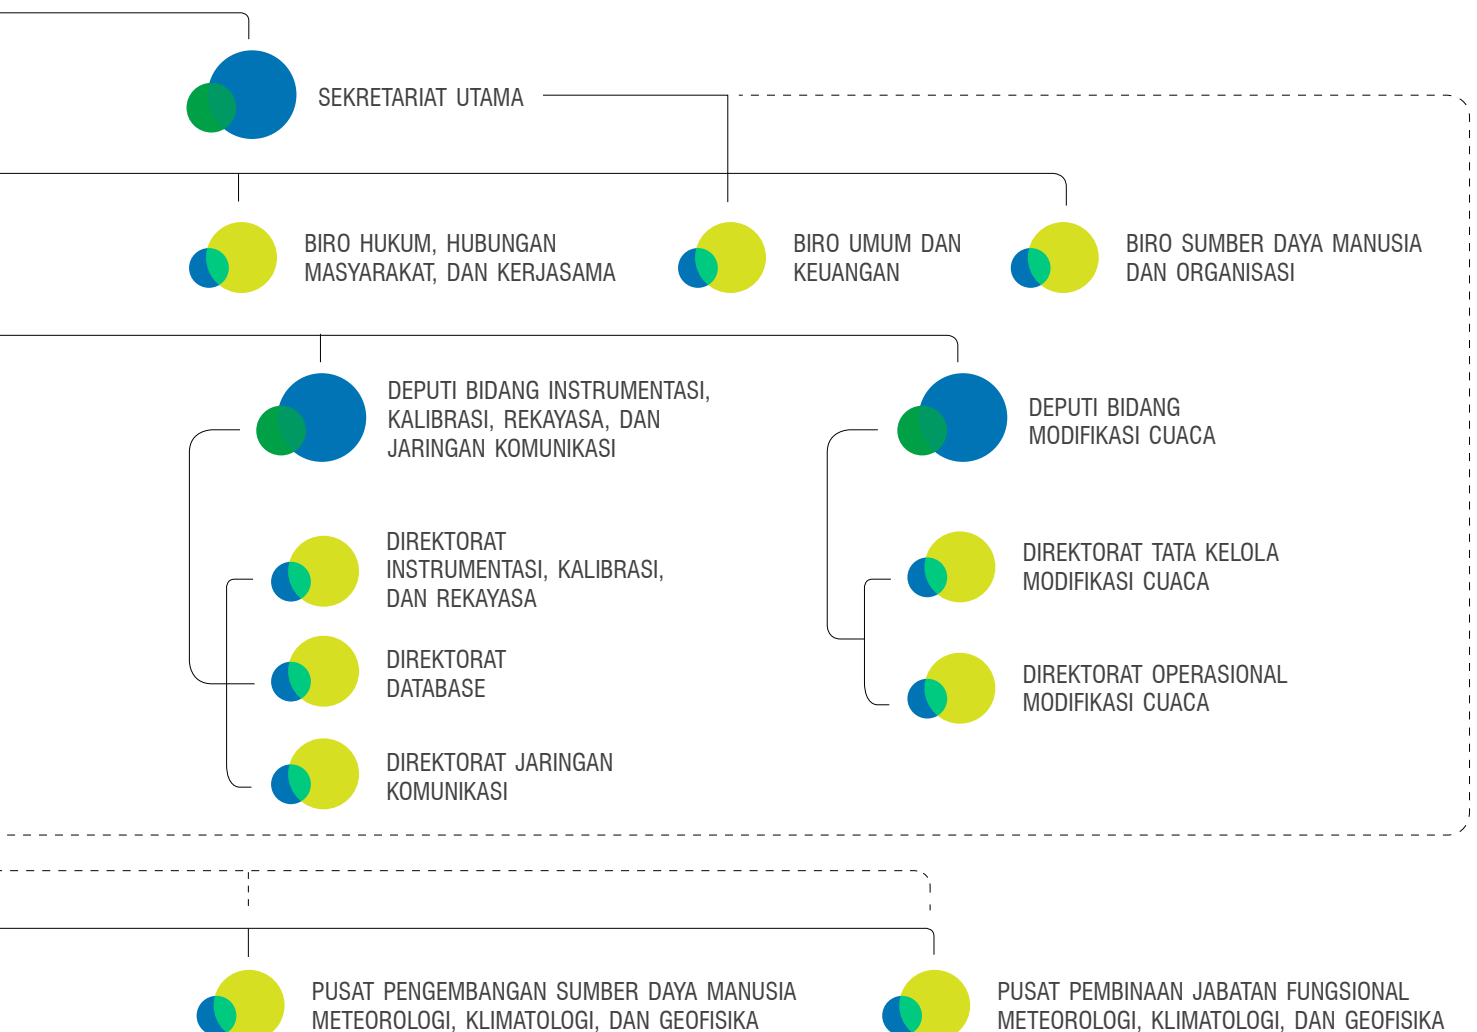 SEKRETARIAT UTAMA
BIRO HUKUM, HUBUNGAN
MASYARAKAT, DAN KERJASAMA
BIRO UMUM DAN
KEUANGAN
BIRO SUMBER DAYA MANUSIA
DAN ORGANISASI
DEPUTI BIDANG INSTRUMENTASI,
KALIBRASI, REKAYASA, DAN
JARINGAN KOMUNIKASI
DEPUTI BIDANG
MODIFIKASI CUACA
DIREKTORAT
INSTRUMENTASI, KALIBRASI,
DAN REKAYASA
DIREKTORAT
DATABASE
DIREKTORAT JARINGAN
KOMUNIKASI
DIREKTORAT TATA KELOLA
MODIFIKASI CUACA
DIREKTORAT OPERASIONAL
MODIFIKASI CUACA
PUSAT PENGEMBANGAN SUMBER DAYA MANUSIA
METEOROLOGI, KLIMATOLOGI, DAN GEOFISIKA
PUSAT PEMBINAAN JABATAN FUNGSIONAL
METEOROLOGI, KLIMATOLOGI, DAN GEOFISIKA